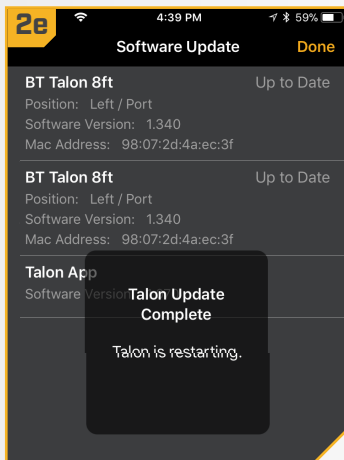 2e
4:39 PM 59%
Software Update Done
BT Talon 8ft Up to Date
Position: Left / Port
Software Version: 1.340
Mac Address: 98:07:2d:4a:ec:3f
BT Talon 8ft Up to Date
Position: Left / Port
Software Version: 1.340
Mac Address: 98:07:2d:4a:ec:3f
Talon App
Software Version
Talon Update
Complete
Talon is restarting.